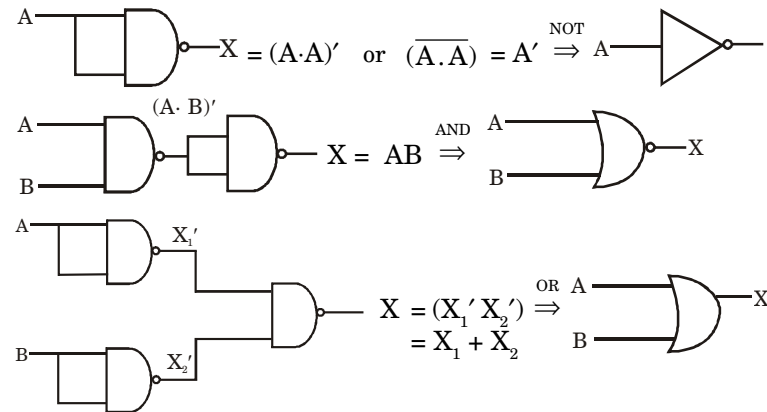 A X = (A·A)′ or (A.A) = A′ ⇒ NOT A
(A· B)′
A B X = AB ⇒ AND A B X
A X₁′
B X₂′
X = (X₁′ X₂′) ⇒ OR A B X
= X₁ + X₂